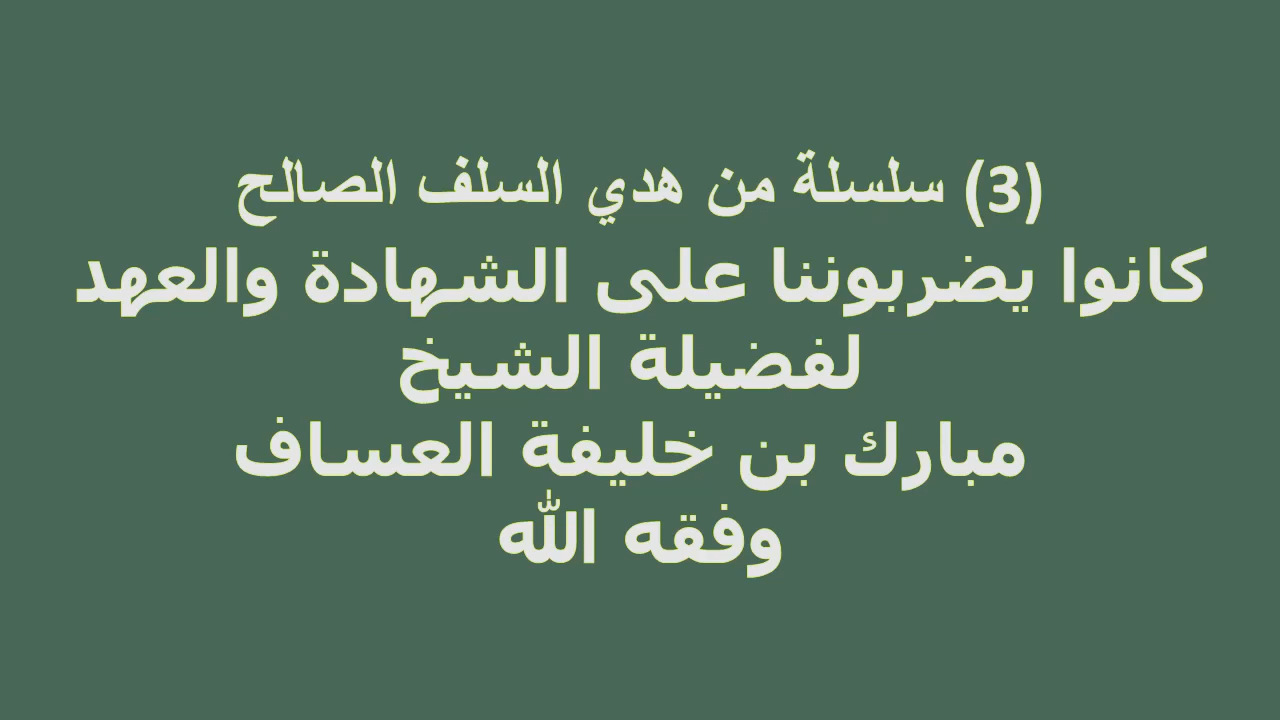 (3) سلسلة من هدي السلف الصالح
كانوا يضربوننا على الشهادة والعهد
لفضيلة الشيخ
مبارك بن خليفة العساف
وفقه الله